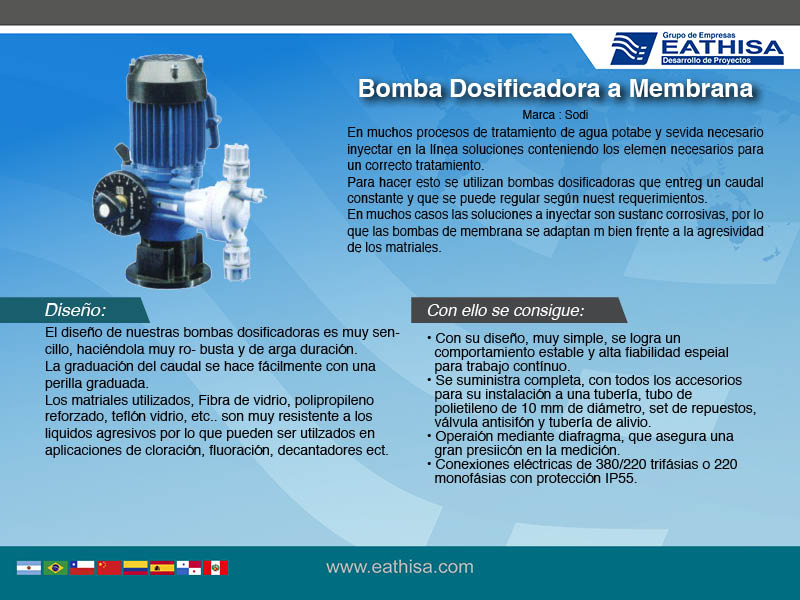 Grupo de Empresas
EATHISA
Desarrollo de Proyectos
Bomba Dosificadora a Membrana
Marca : Sodi
En muchos procesos de tratamiento de agua potabe y sevida necesario
inyectar en la línea soluciones conteniendo los elemen necesarios para
un correcto tratamiento.
Para hacer esto se utilizan bombas dosificadoras que entreg un caudal
constante y que se puede regular según nuest requerimientos.
En muchos casos las soluciones a inyectar son sustanc corrosivas, por lo
que las bombas de membrana se adaptan m bien frente a la agresividad
de los matriales.
Diseño:
El diseño de nuestras bombas dosificadoras es muy sen-
cillo, haciéndola muy ro- busta y de arga duración.
La graduación del caudal se hace fácilmente con una
perilla graduada.
Los matriales utilizados, Fibra de vidrio, polipropileno
reforzado, teflón vidrio, etc.. son muy resistente a los
liquidos agresivos por lo que pueden ser utilzados en
aplicaciones de cloración, fluoración, decantadores ect.
Con ello se consigue:
• Con su diseño, muy simple, se logra un
comportamiento estable y alta fiabilidad espeial
para trabajo contínuo.
• Se suministra completa, con todos los accesorios
para su instalación a una tubería, tubo de
polietileno de 10 mm de diámetro, set de repuestos,
válvula antisifón y tubería de alivio.
• Operaión mediante diafragma, que asegura una
gran presiicón en la medición.
• Conexiones eléctricas de 380/220 trifásias o 220
monofásias con protección IP55.
www.eathisa.com